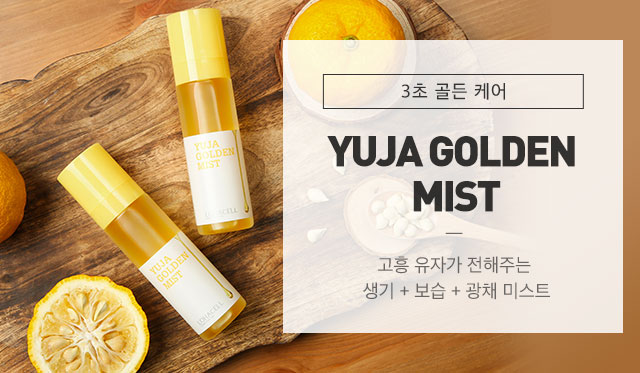 3초 골든 케어
YUJA GOLDEN
MIST
고흥 유자가 전해주는
생기 + 보습 + 광채 미스트
YUJA
GOLDEN
MIST
YUJA
GOLDEN
MIST